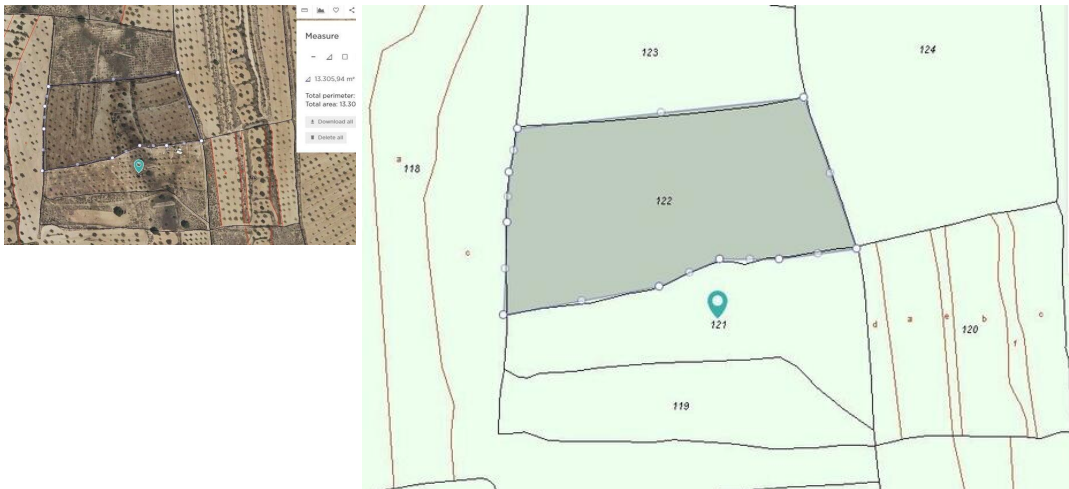 Measure
13.305,94 m²
Total perimeter:
Total area: 13.30
Download all
Delete all
123
124
a
118
122
c
121
d
a
e
b
120
f
c
119